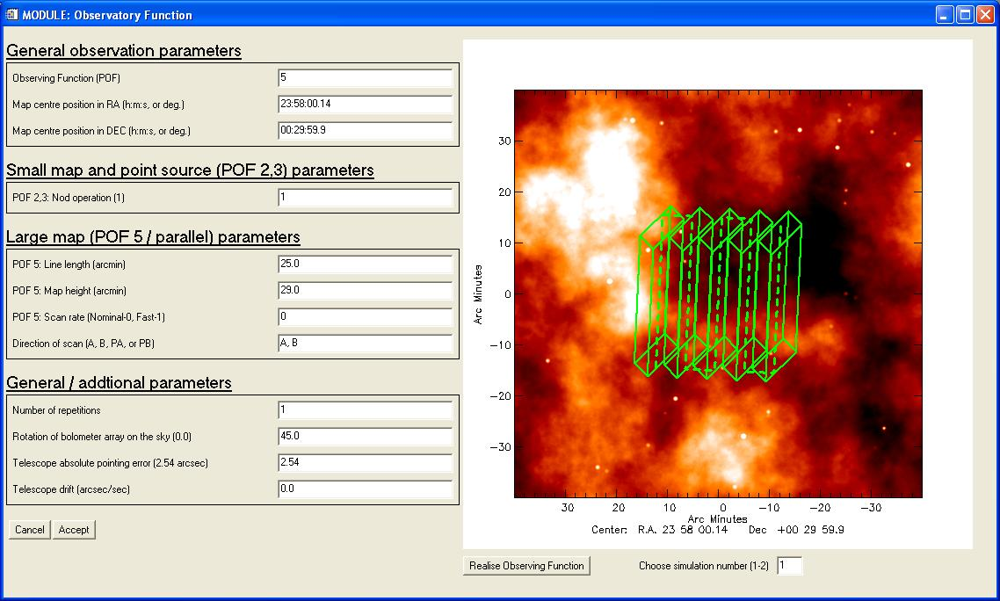 MODULE: Observatory Function
General observation parameters
Observing Function (POF) 5
Map centre position in RA (h:m:s, or deg.) 23:58:00.14
Map centre position in DEC (h:m:s, or deg.) 00:29:59.9
Small map and point source (POF 2,3) parameters
POF 2,3: Nod operation (1) 1
Large map (POF 5 / parallel) parameters
POF 5: Line length (arcmin) 25.0
POF 5: Map height (arcmin) 29.0
POF 5: Scan rate (Nominal-0, Fast-1) 0
Direction of scan (A, B, PA, or PB) A, B
General / addtional parameters
Number of repetitions 1
Rotation of bolometer array on the sky (0.0) 45.0
Telescope absolute pointing error (2.54 arcsec) 2.54
Telescope drift (arcsec/sec) 0.0
Cancel Accept
30
20
10
0
−10
−20
−30
Arc Minutes
30 20 10 0 −10 −20 −30
Arc Minutes
Center: R.A. 23 58 00.14 Dec +00 29 59.9
Realise Observing Function Choose simulation number (1-2) 1